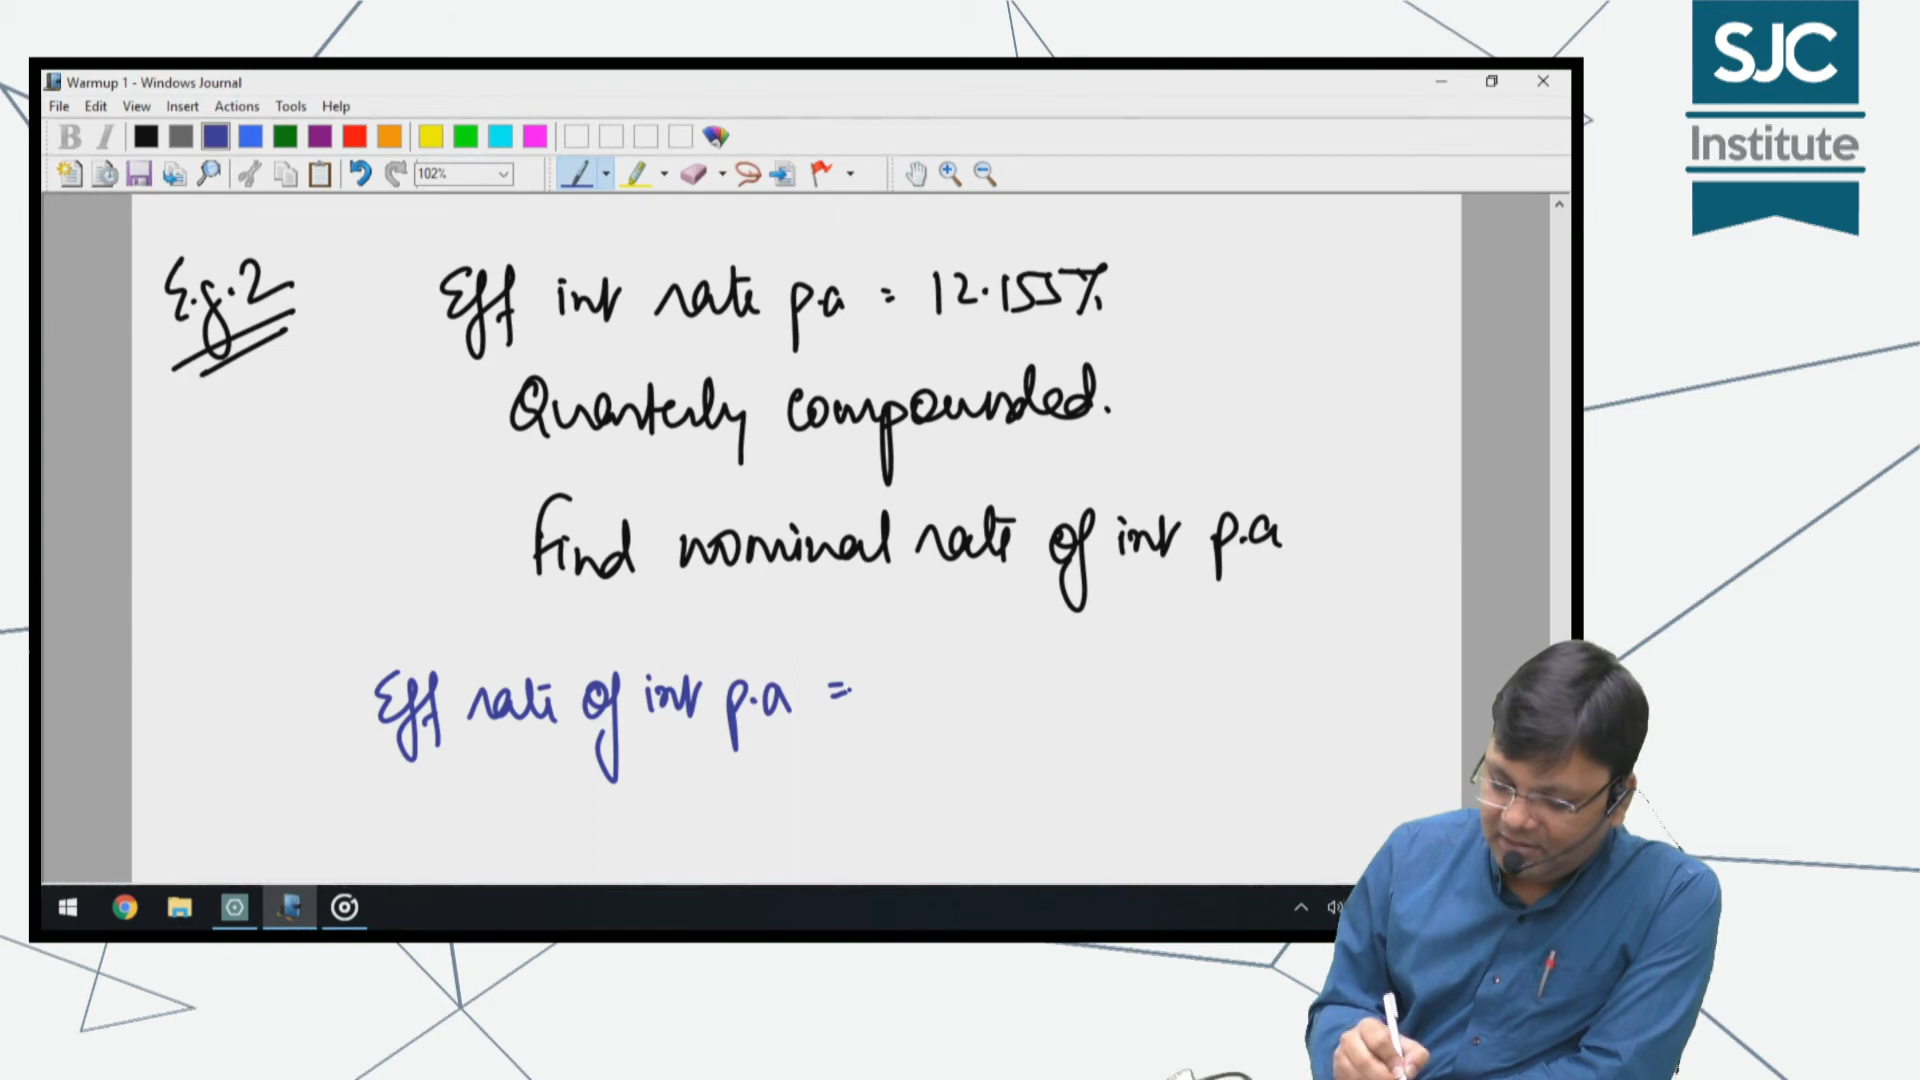 SJC
Institute
Warmup 1 - Windows Journal
File Edit View Insert Actions Tools Help
B I
102%
E.g.2 Eff int rate p.a = 12.155%
Quarterly compounded.
Find nominal rate of int p.a
Eff rate of int p.a =